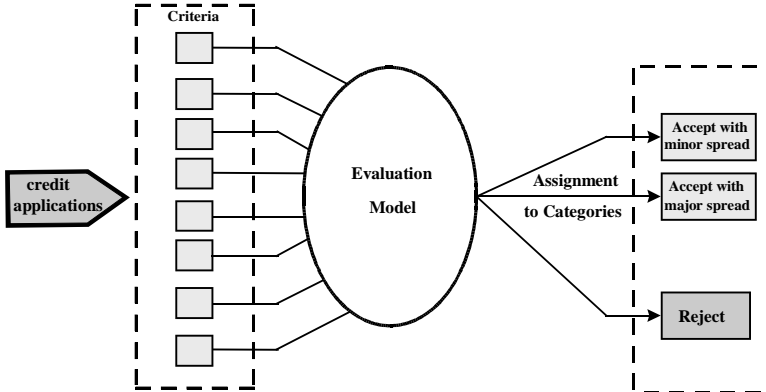 Criteria
credit
applications
Evaluation
Model
Assignment
to Categories
Accept with
minor spread
Accept with
major spread
Reject